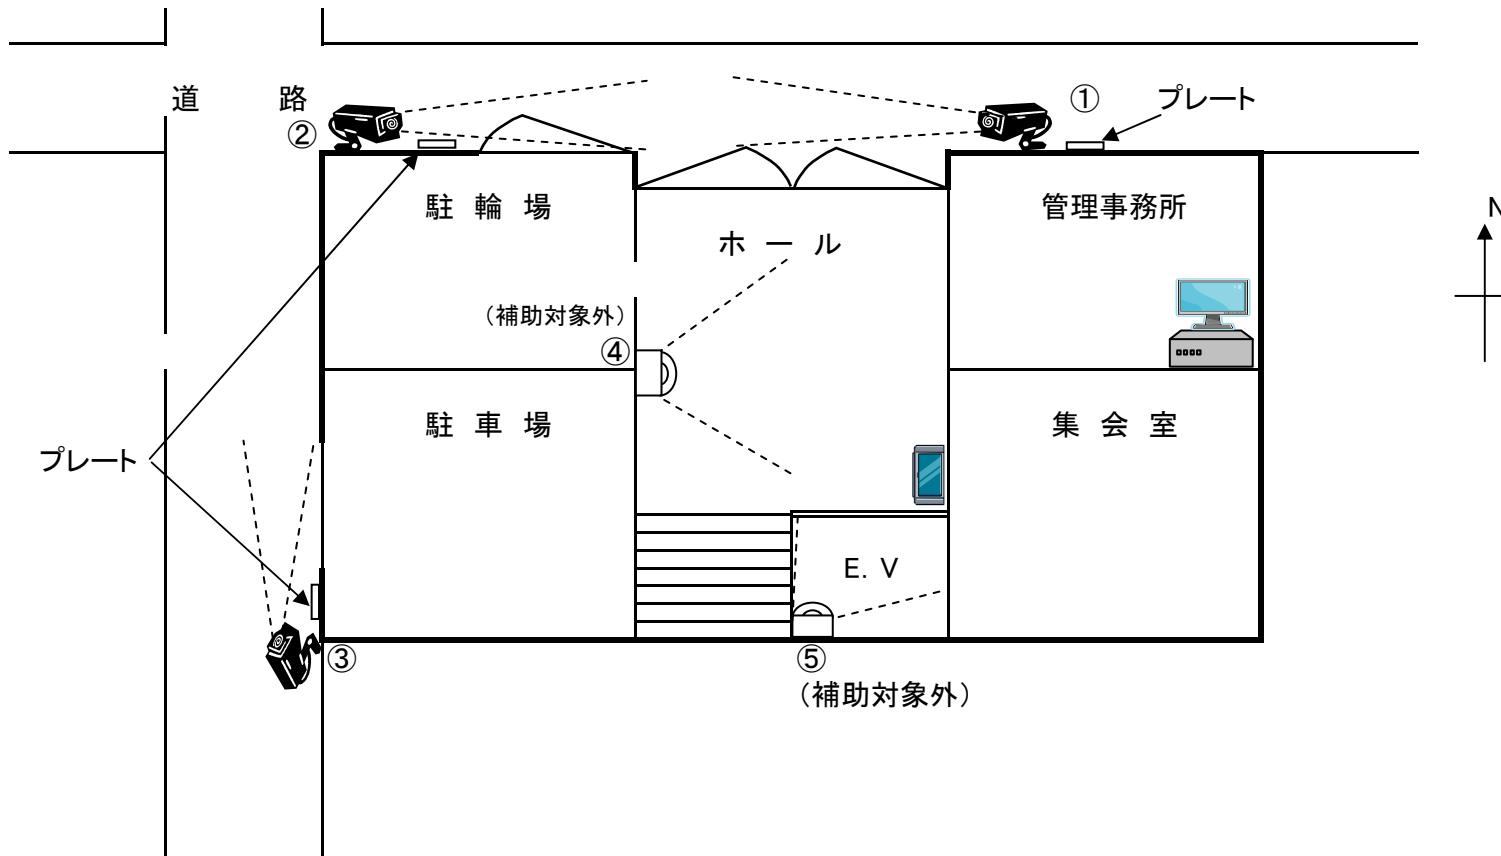 道 路
① プレート
②
N
駐 輪 場
管理事務所
ホ ー ル
（補助対象外）
④
駐 車 場
集 会 室
プレート
E. V
③
⑤
（補助対象外）